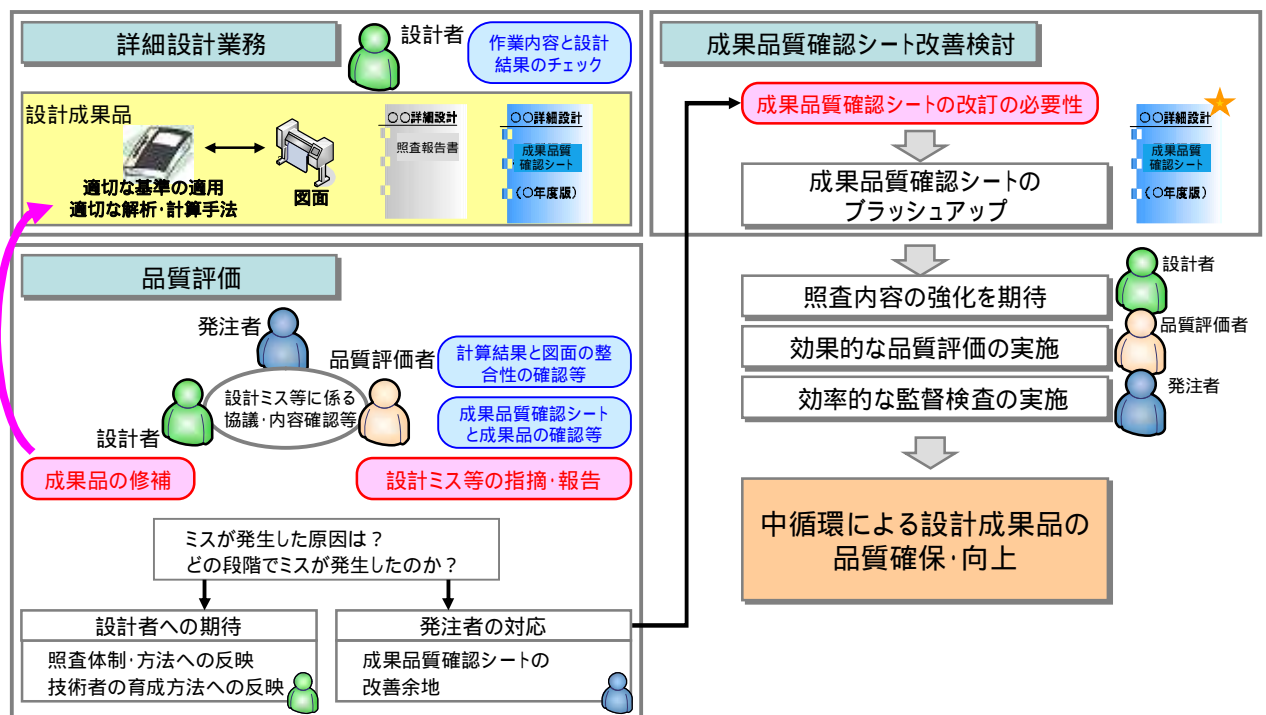 詳細設計業務
設計者
作業内容と設計
結果のチェック
設計成果品
適切な基準の適用
適切な解析・計算手法
図面
〇〇詳細設計
照査報告書
〇〇詳細設計
成果品質
確認シート
(〇年度版)
品質評価
発注者
品質評価者
設計者
設計ミス等に係る
協議・内容確認等
計算結果と図面の整
合性の確認等
成果品質確認シート
と成果品の確認等
成果品の修補
設計ミス等の指摘・報告
ミスが発生した原因は？
どの段階でミスが発生したのか？
設計者への期待
照査体制・方法への反映
技術者の育成方法への反映
発注者の対応
成果品質確認シートの
改善余地
成果品質確認シート改善検討
成果品質確認シートの改訂の必要性
〇〇詳細設計
成果品質
確認シート
(〇年度版)
成果品質確認シートの
ブラッシュアップ
照査内容の強化を期待
設計者
効果的な品質評価の実施
品質評価者
効率的な監督検査の実施
発注者
中循環による設計成果品の
品質確保・向上